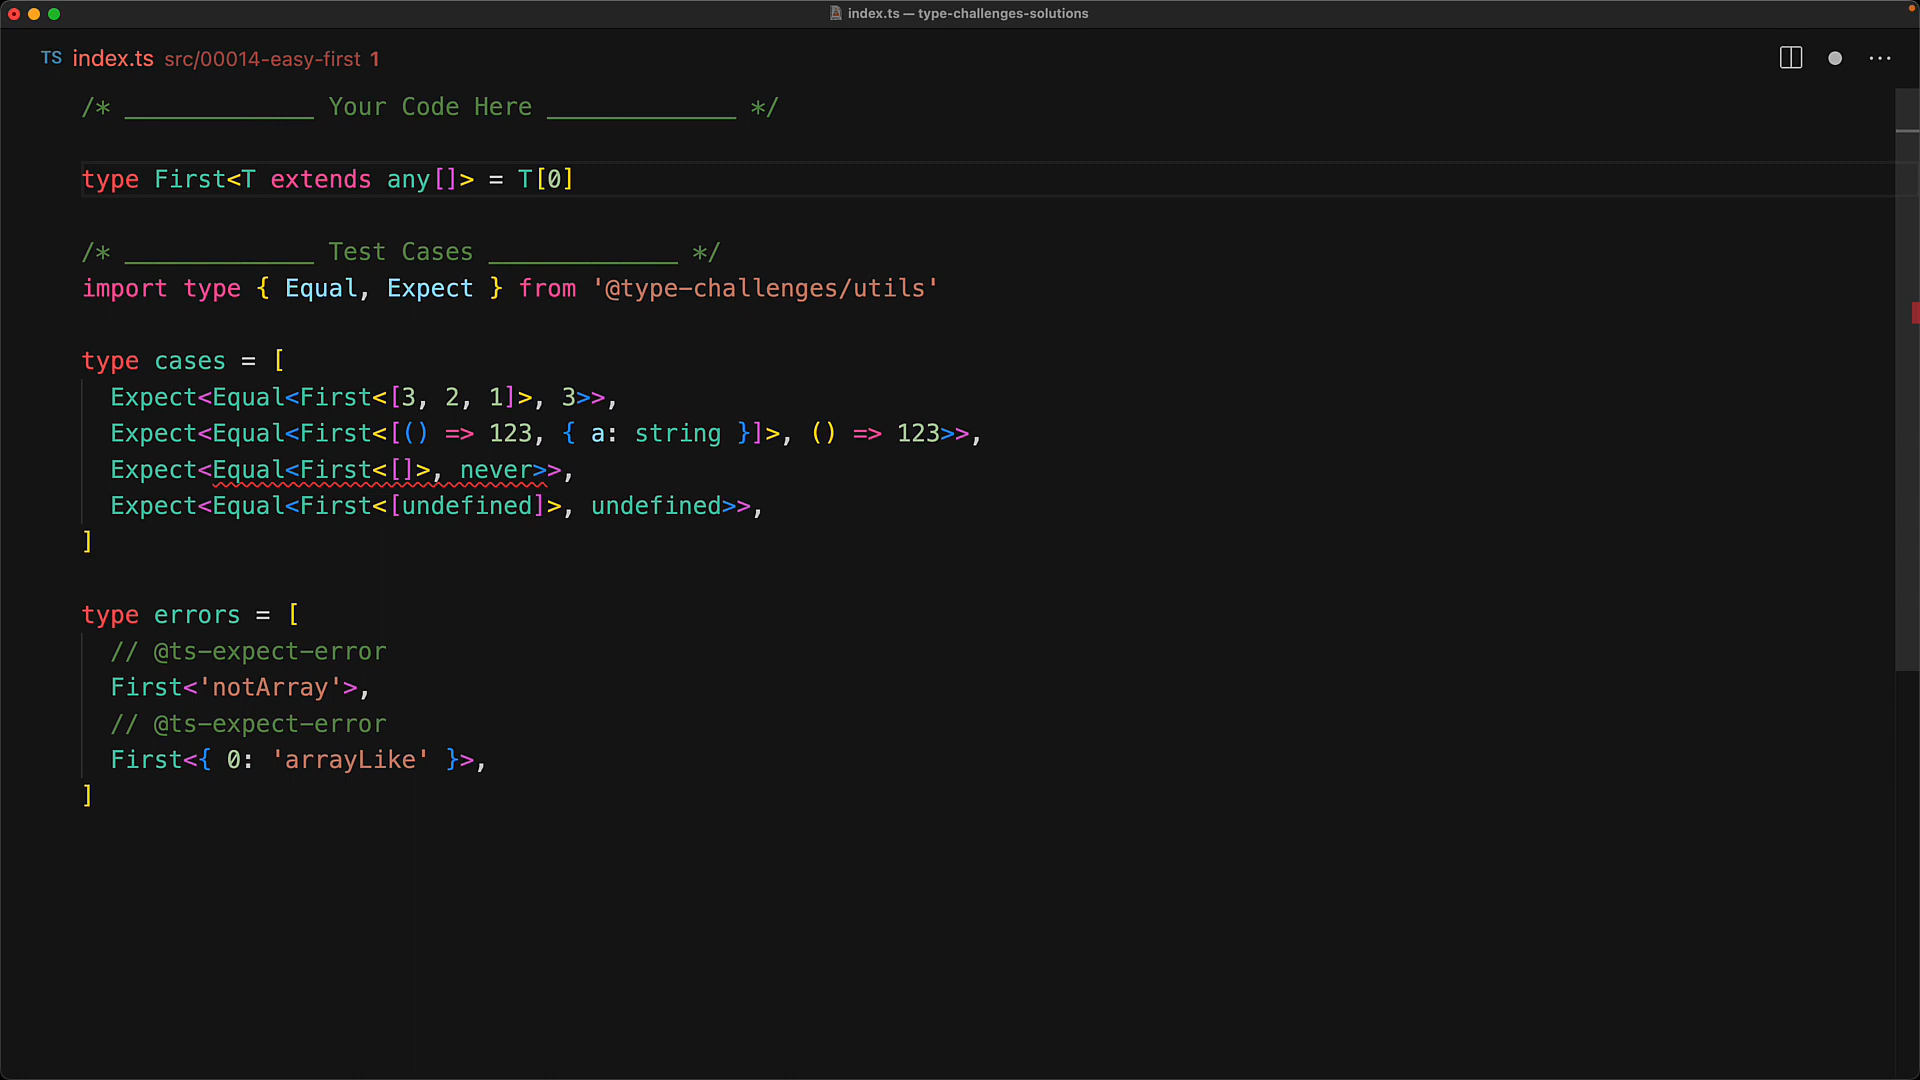 index.ts — type-challenges-solutions
TS index.ts src/00014-easy-first 1
/* _____________ Your Code Here _____________ */
type First<T extends any[]> = T[0]
/* _____________ Test Cases _____________ */
import type { Equal, Expect } from '@type-challenges/utils'
type cases = [
  Expect<Equal<First<[3, 2, 1]>, 3>>,
  Expect<Equal<First<[() => 123, { a: string }]>, () => 123>>,
  Expect<Equal<First<[]>, never>>,
  Expect<Equal<First<[undefined]>, undefined>>,
]
type errors = [
  // @ts-expect-error
  First<'notArray'>,
  // @ts-expect-error
  First<{ 0: 'arrayLike' }>,
]